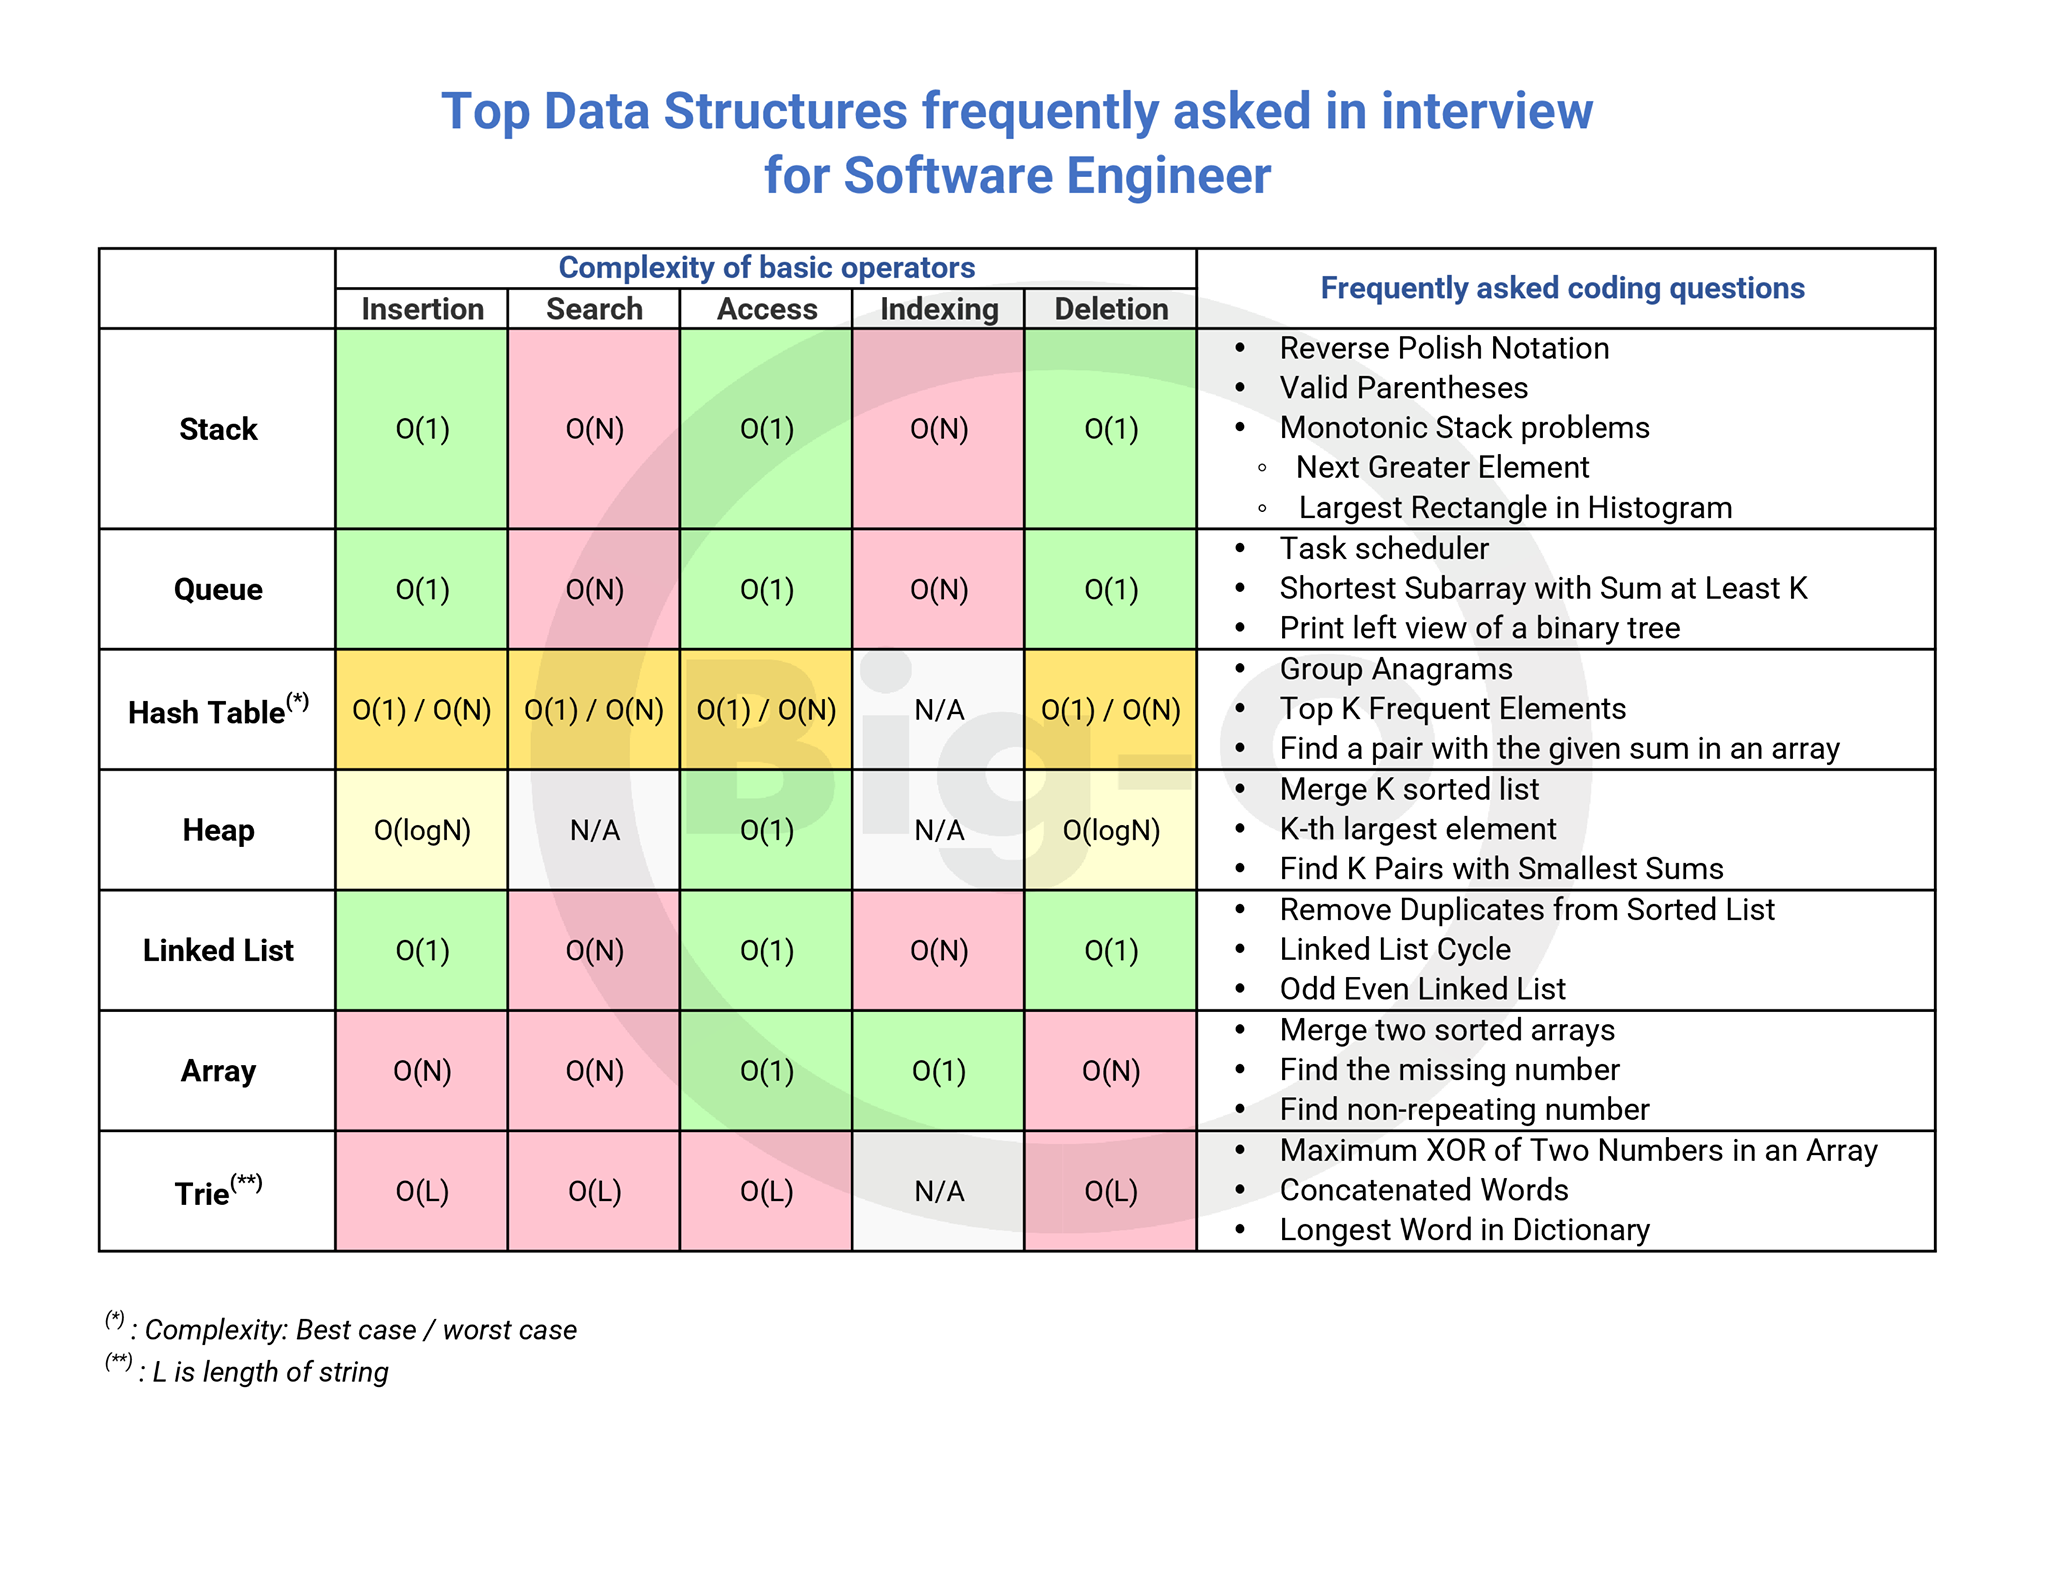 Top Data Structures frequently asked in interview
for Software Engineer
Complexity of basic operators
Frequently asked coding questions
Insertion Search Access Indexing Deletion
Stack O(1) O(N) O(1) O(N) O(1)
• Reverse Polish Notation
• Valid Parentheses
• Monotonic Stack problems
◦ Next Greater Element
◦ Largest Rectangle in Histogram
Queue O(1) O(N) O(1) O(N) O(1)
• Task scheduler
• Shortest Subarray with Sum at Least K
• Print left view of a binary tree
Hash Table(*) O(1) / O(N) O(1) / O(N) O(1) / O(N) N/A O(1) / O(N)
• Group Anagrams
• Top K Frequent Elements
• Find a pair with the given sum in an array
Heap O(logN) N/A O(1) N/A O(logN)
• Merge K sorted list
• K-th largest element
• Find K Pairs with Smallest Sums
Linked List O(1) O(N) O(1) O(N) O(1)
• Remove Duplicates from Sorted List
• Linked List Cycle
• Odd Even Linked List
Array O(N) O(N) O(1) O(1) O(N)
• Merge two sorted arrays
• Find the missing number
• Find non-repeating number
Trie(**) O(L) O(L) O(L) N/A O(L)
• Maximum XOR of Two Numbers in an Array
• Concatenated Words
• Longest Word in Dictionary
Big-O
(*) : Complexity: Best case / worst case
(**) : L is length of string